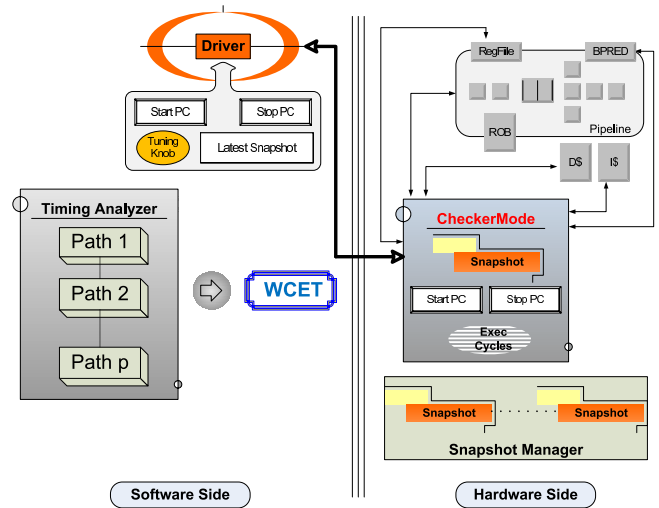 Driver
Start PC
Stop PC
Tuning
Knob
Latest Snapshot
Timing Analyzer
Path 1
Path 2
Path p
WCET
Software Side
RegFile
BPRED
ROB
Pipeline
D$
I$
CheckerMode
Snapshot
Start PC
Stop PC
Exec
Cycles
Snapshot
Snapshot
Snapshot Manager
Hardware Side